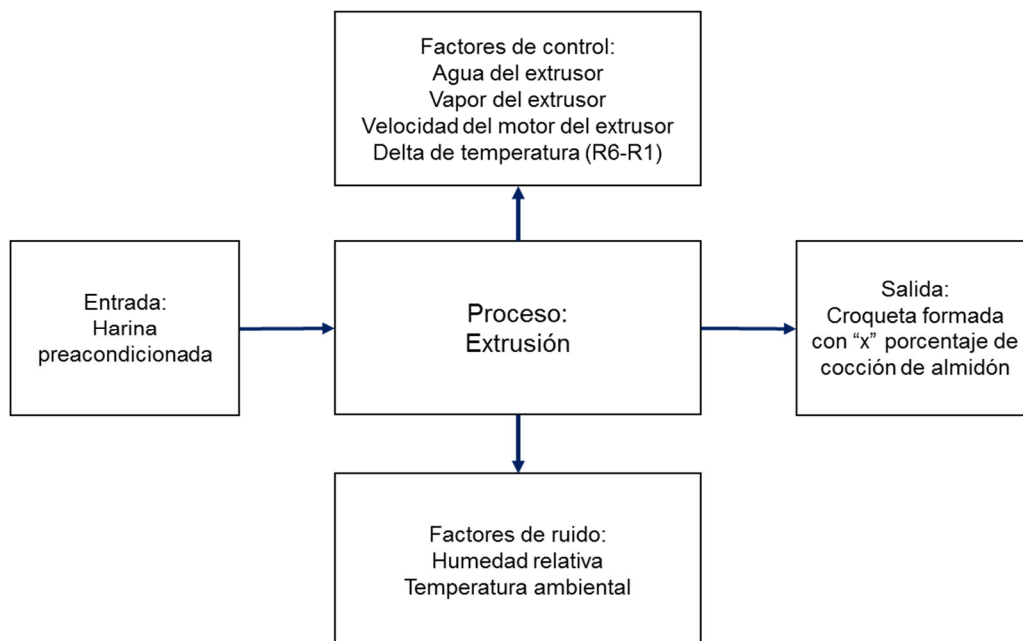 Factores de control:
Agua del extrusor
Vapor del extrusor
Velocidad del motor del extrusor
Delta de temperatura (R6-R1)
Entrada:
Harina
preacondicionada
Proceso:
Extrusión
Salida:
Croqueta formada
con “x” porcentaje de
cocción de almidón
Factores de ruido:
Humedad relativa
Temperatura ambiental